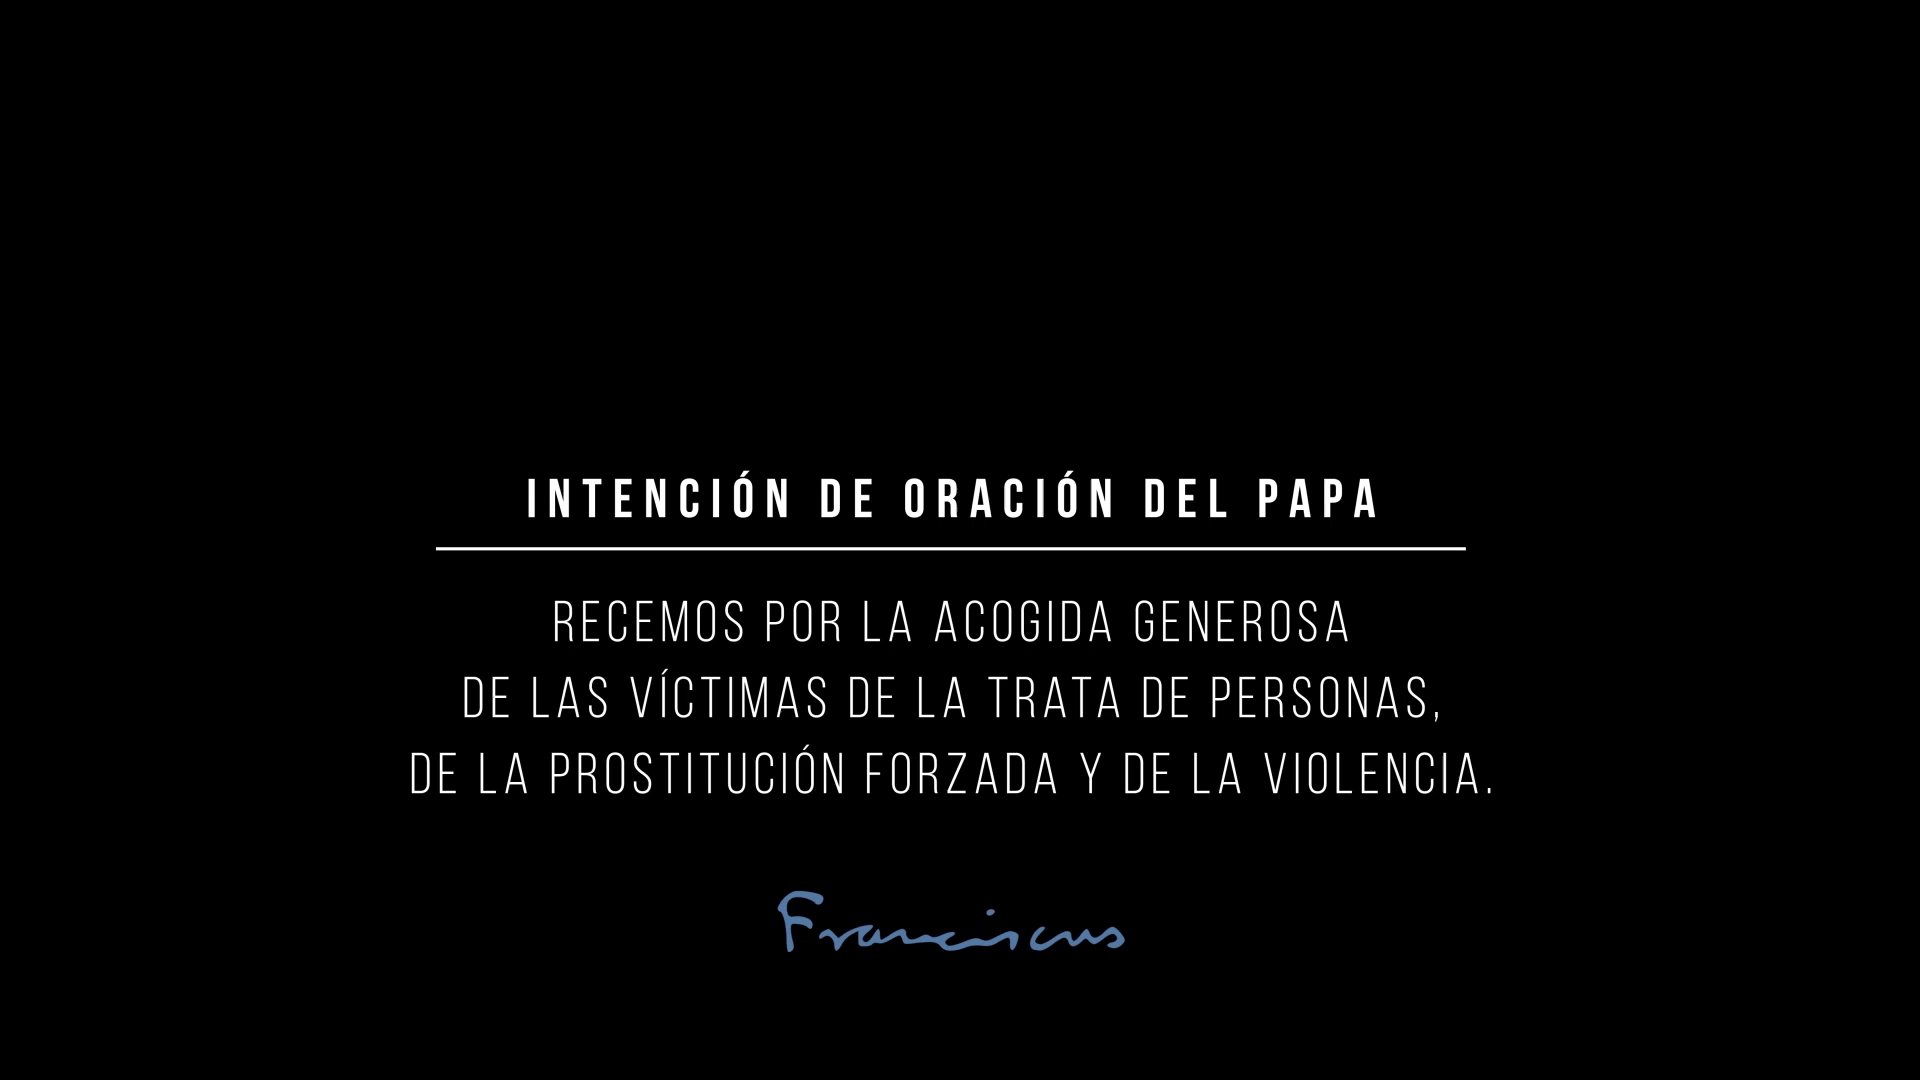 INTENCIÓN DE ORACIÓN DEL PAPA
RECEMOS POR LA ACOGIDA GENEROSA
DE LAS VÍCTIMAS DE LA TRATA DE PERSONAS,
DE LA PROSTITUCIÓN FORZADA Y DE LA VIOLENCIA.
Franciscus